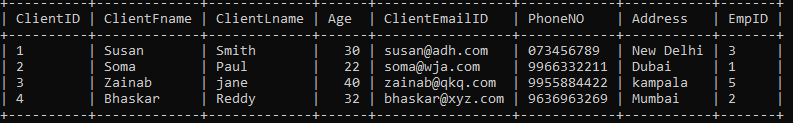 | ClientID | ClientFname | ClientLname | Age | ClientEmailID | PhoneNO | Address | EmpID |
| 1 | Susan | Smith | 30 | susan@adh.com | 073456789 | New Delhi | 3 |
| 2 | Soma | Paul | 22 | soma@wja.com | 9966332211 | Dubai | 1 |
| 3 | Zainab | jane | 40 | zainab@qkq.com | 9955884422 | kampala | 5 |
| 4 | Bhaskar | Reddy | 32 | bhaskar@xyz.com | 9636963269 | Mumbai | 2 |